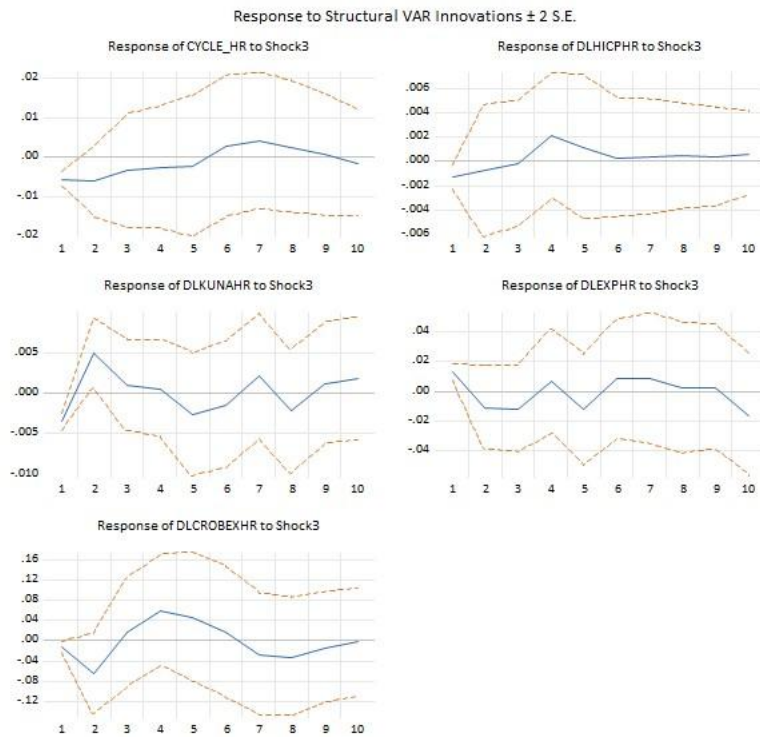 Response to Structural VAR Innovations ± 2 S.E.
Response of CYCLE_HR to Shock3
.02
.01
.00
-.01
-.02
1 2 3 4 5 6 7 8 9 10
Response of DLHICPHR to Shock3
.006
.004
.002
.000
-.002
-.004
-.006
1 2 3 4 5 6 7 8 9 10
Response of DLKUNAHR to Shock3
.005
.000
-.005
-.010
1 2 3 4 5 6 7 8 9 10
Response of DLEXPHR to Shock3
.04
.02
.00
-.02
-.04
1 2 3 4 5 6 7 8 9 10
Response of DLCROBEXHR to Shock3
.16
.12
.08
.04
.00
-.04
-.08
-.12
1 2 3 4 5 6 7 8 9 10